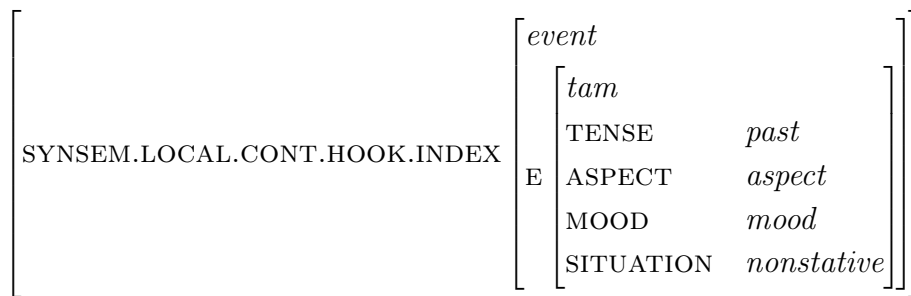 event
tam
TENSE past
SYNSEM.LOCAL.CONT.HOOK.INDEX
E ASPECT aspect
MOOD mood
SITUATION nonstative